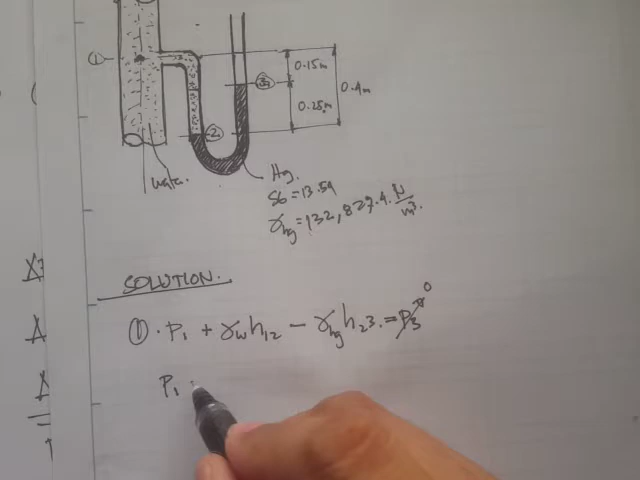 ①
0.15m
③
0.4m
0.25m
②
water
Hg.
SG = 13.54
γHg = 132,827.4 N/m³.
SOLUTION.
① · P₁ + γw h12 − γHg h23 = P3 0
P₁